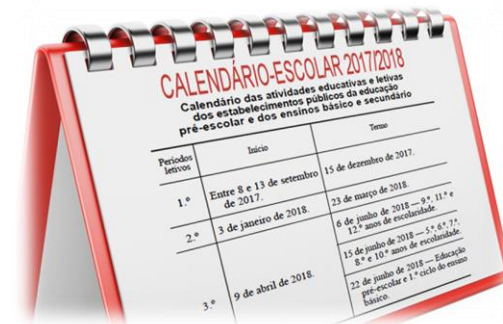 CALENDÁRIO-ESCOLAR 2017/2018
Calendário das atividades educativas e letivas
dos estabelecimentos públicos da educação
pré-escolar e dos ensinos básico e secundário
Períodos
letivos
Início
Termo
1.º
Entre 8 e 13 de setembro
de 2017.
15 de dezembro de 2017.
2.º
3 de janeiro de 2018.
23 de março de 2018.
3.º
9 de abril de 2018.
6 de junho de 2018 — 9.º, 11.º e
12.º anos de escolaridade.
15 de junho de 2018 — 5.º, 6.º, 7.º,
8.º e 10.º anos de escolaridade.
22 de junho de 2018 — Educação
pré-escolar e 1.º ciclo do ensino
básico.